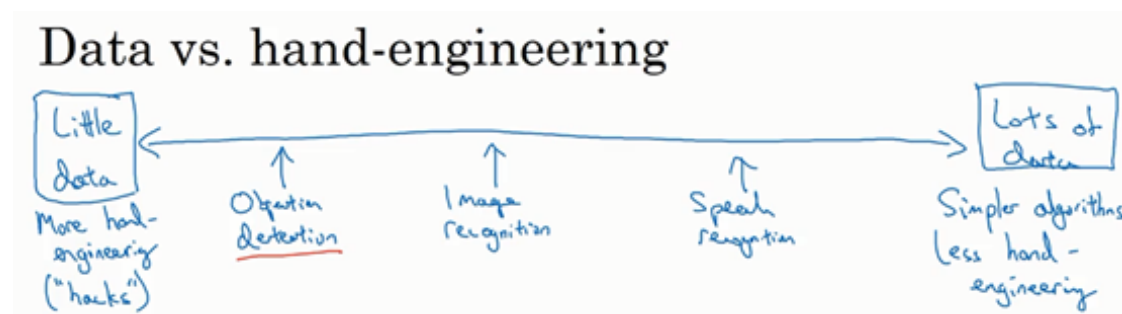 Data vs. hand-engineering
Little
data
More hand-
engineering
("hacks")
detection
Image
recognition
Speech
recognition
Lots of
data
Simpler algorithms
Less hand-
engineering